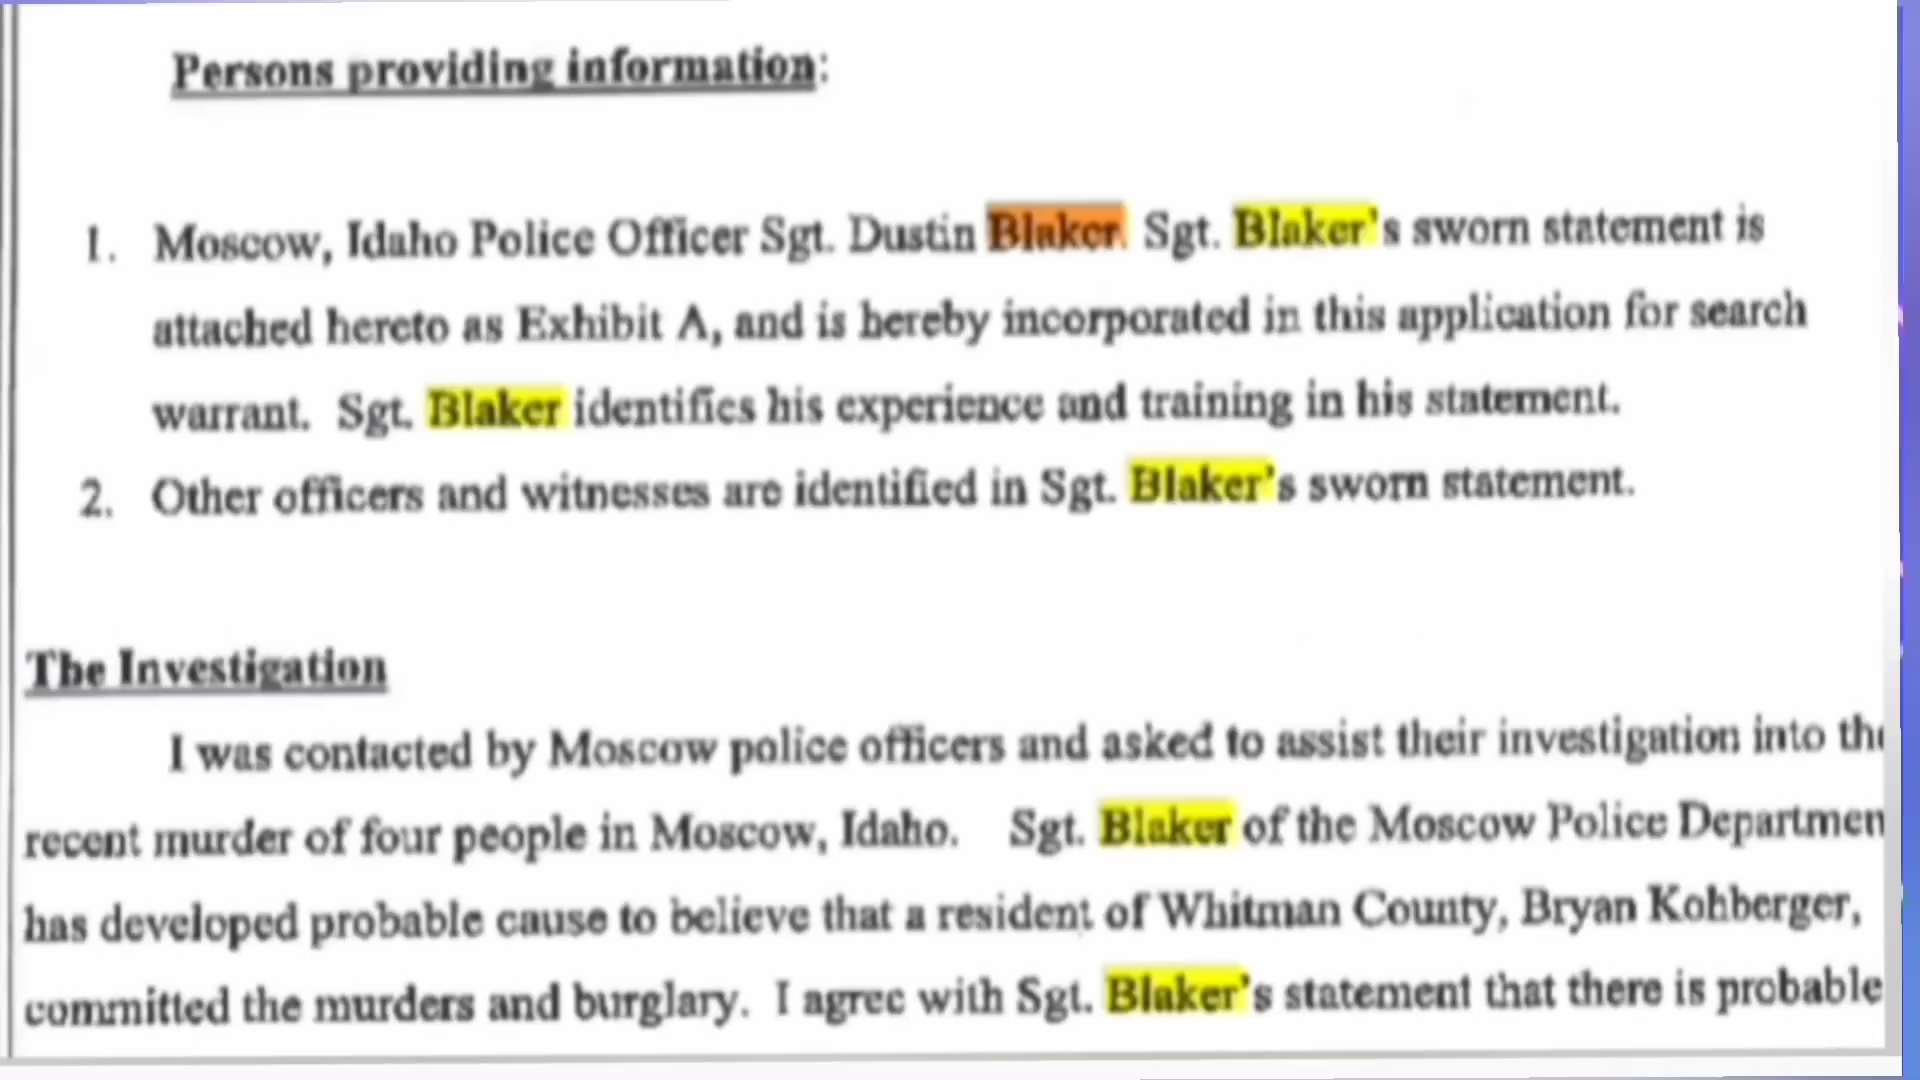 Persons providing information:
1. Moscow, Idaho Police Officer Sgt. Dustin Blaker. Sgt. Blaker's sworn statement is
attached hereto as Exhibit A, and is hereby incorporated in this application for search
warrant. Sgt. Blaker identifies his experience and training in his statement.
2. Other officers and witnesses are identified in Sgt. Blaker's sworn statement.
The Investigation
I was contacted by Moscow police officers and asked to assist their investigation into the
recent murder of four people in Moscow, Idaho. Sgt. Blaker of the Moscow Police Departmen
has developed probable cause to believe that a resident of Whitman County, Bryan Kohberger,
committed the murders and burglary. I agree with Sgt. Blaker's statement that there is probable